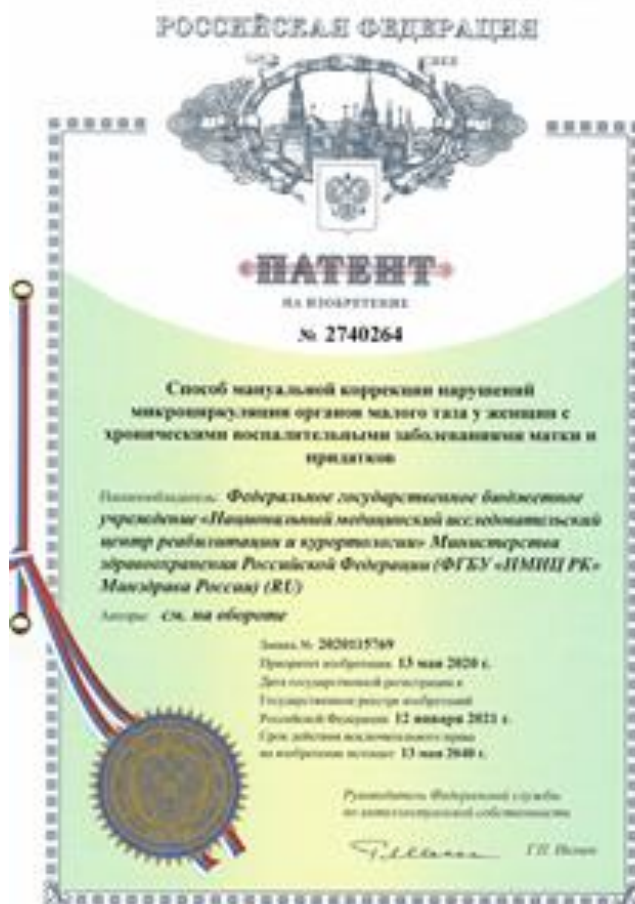 РОССИЙСКАЯ ФЕДЕРАЦИЯ
ПАТЕНТ
НА ИЗОБРЕТЕНИЕ
№ 2740264
Способ мануальной коррекции нарушений
микроциркуляции органов малого таза у женщин с
хроническими воспалительными заболеваниями матки и
придатков
Патентообладатель: Федеральное государственное бюджетное
учреждение «Национальный медицинский исследовательский
центр реабилитации и курортологии» Министерства
здравоохранения Российской Федерации (ФГБУ «НМИЦ РК»
Минздрава России) (RU)
Авторы: см. на обороте
Заявка № 2020115769
Приоритет изобретения 13 мая 2020 г.
Дата государственной регистрации в
Государственном реестре изобретений
Российской Федерации 12 января 2021 г.
Срок действия исключительного права
на изобретение истекает 13 мая 2040 г.
Руководитель Федеральной службы
по интеллектуальной собственности
Г.П. Ивлиев